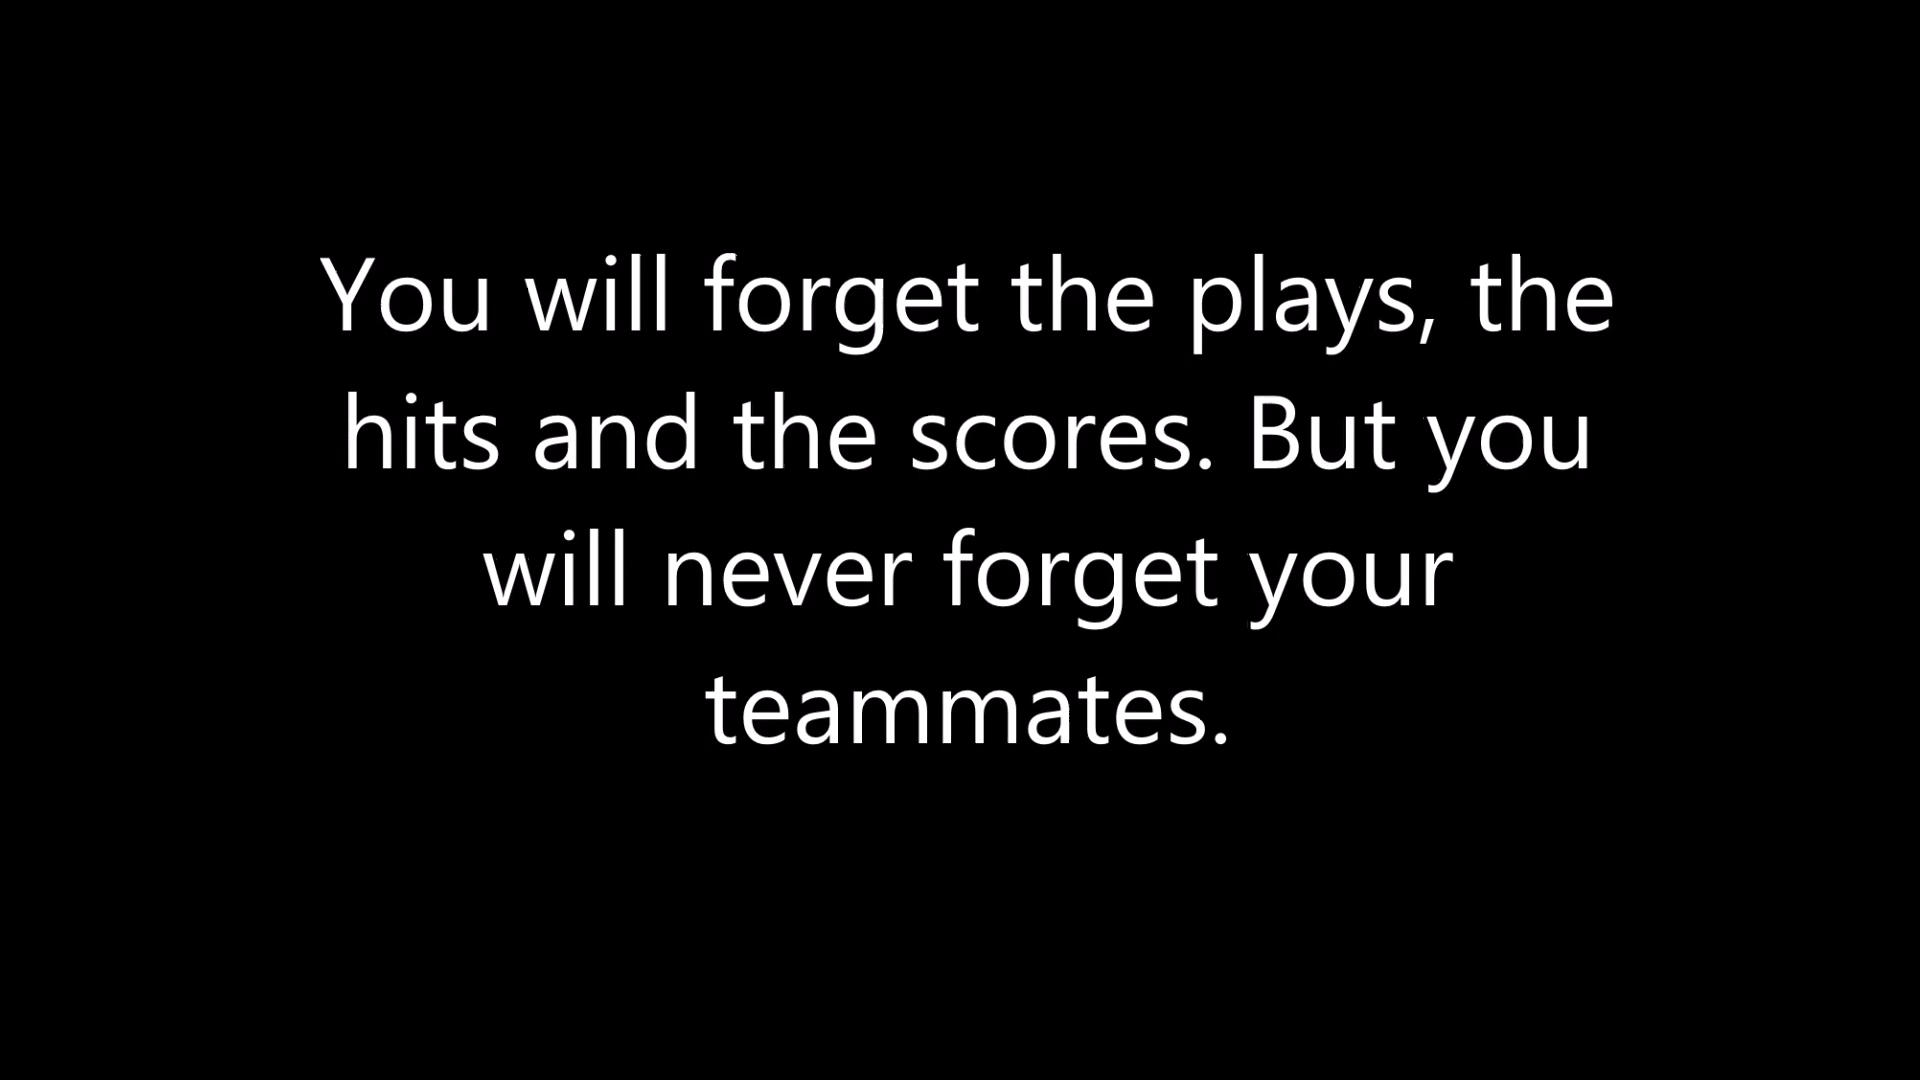 You will forget the plays, the
hits and the scores. But you
will never forget your
teammates.